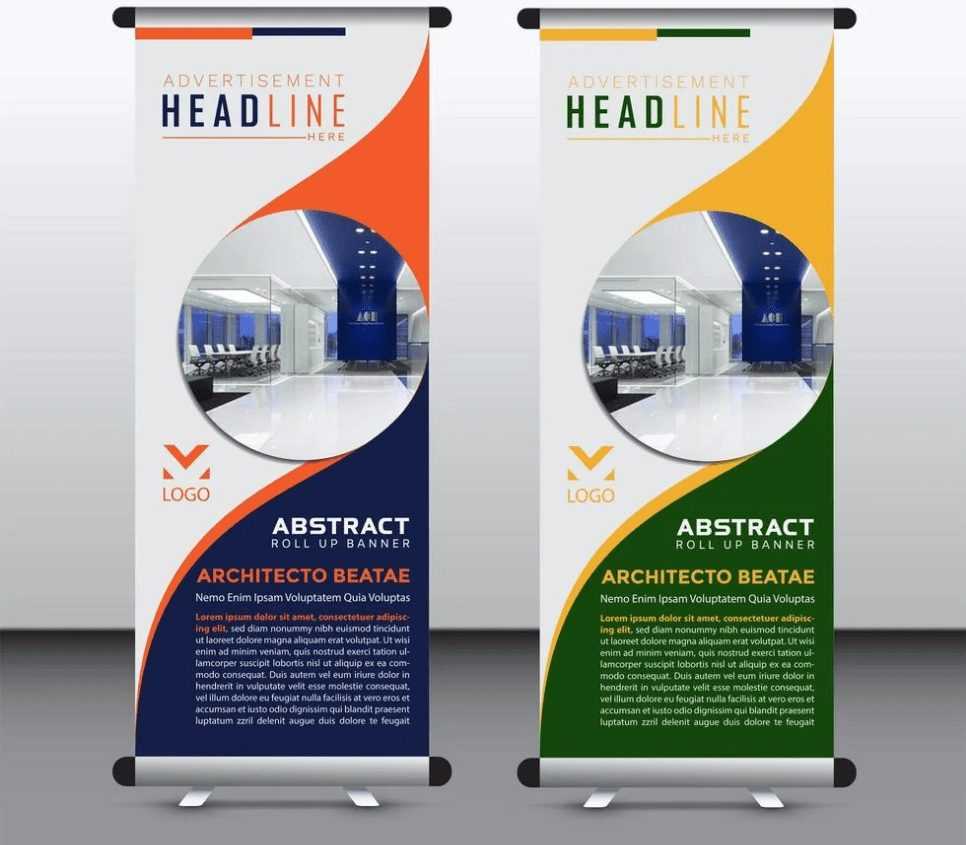 ADVERTISEMENT
HEADLINE
HERE
LOGO
ABSTRACT
ROLL UP BANNER
ARCHITECTO BEATAE
Nemo Enim Ipsam Voluptatem Quia Voluptas
Lorem ipsum dolor sit amet, consectetuer adipisc-
ing elit, sed diam nonummy nibh euismod tincidunt
ut laoreet dolore magna aliquam erat volutpat. Ut wisi
enim ad minim veniam, quis nostrud exerci tation ul-
lamcorper suscipit lobortis nisl ut aliquip ex ea com-
modo consequat. Duis autem vel eum iriure dolor in
hendrerit in vulputate velit esse molestie consequat,
vel illum dolore eu feugiat nulla facilisis at vero eros et
accumsan et iusto odio dignissim qui blandit praesent
luptatum zzril delenit augue duis dolore te feugait
ADVERTISEMENT
HEADLINE
HERE
LOGO
ABSTRACT
ROLL UP BANNER
ARCHITECTO BEATAE
Nemo Enim Ipsam Voluptatem Quia Voluptas
Lorem ipsum dolor sit amet, consectetuer adipisc-
ing elit, sed diam nonummy nibh euismod tincidunt
ut laoreet dolore magna aliquam erat volutpat. Ut wisi
enim ad minim veniam, quis nostrud exerci tation ul-
lamcorper suscipit lobortis nisl ut aliquip ex ea com-
modo consequat. Duis autem vel eum iriure dolor in
hendrerit in vulputate velit esse molestie consequat,
vel illum dolore eu feugiat nulla facilisis at vero eros et
accumsan et iusto odio dignissim qui blandit praesent
luptatum zzril delenit augue duis dolore te feugait